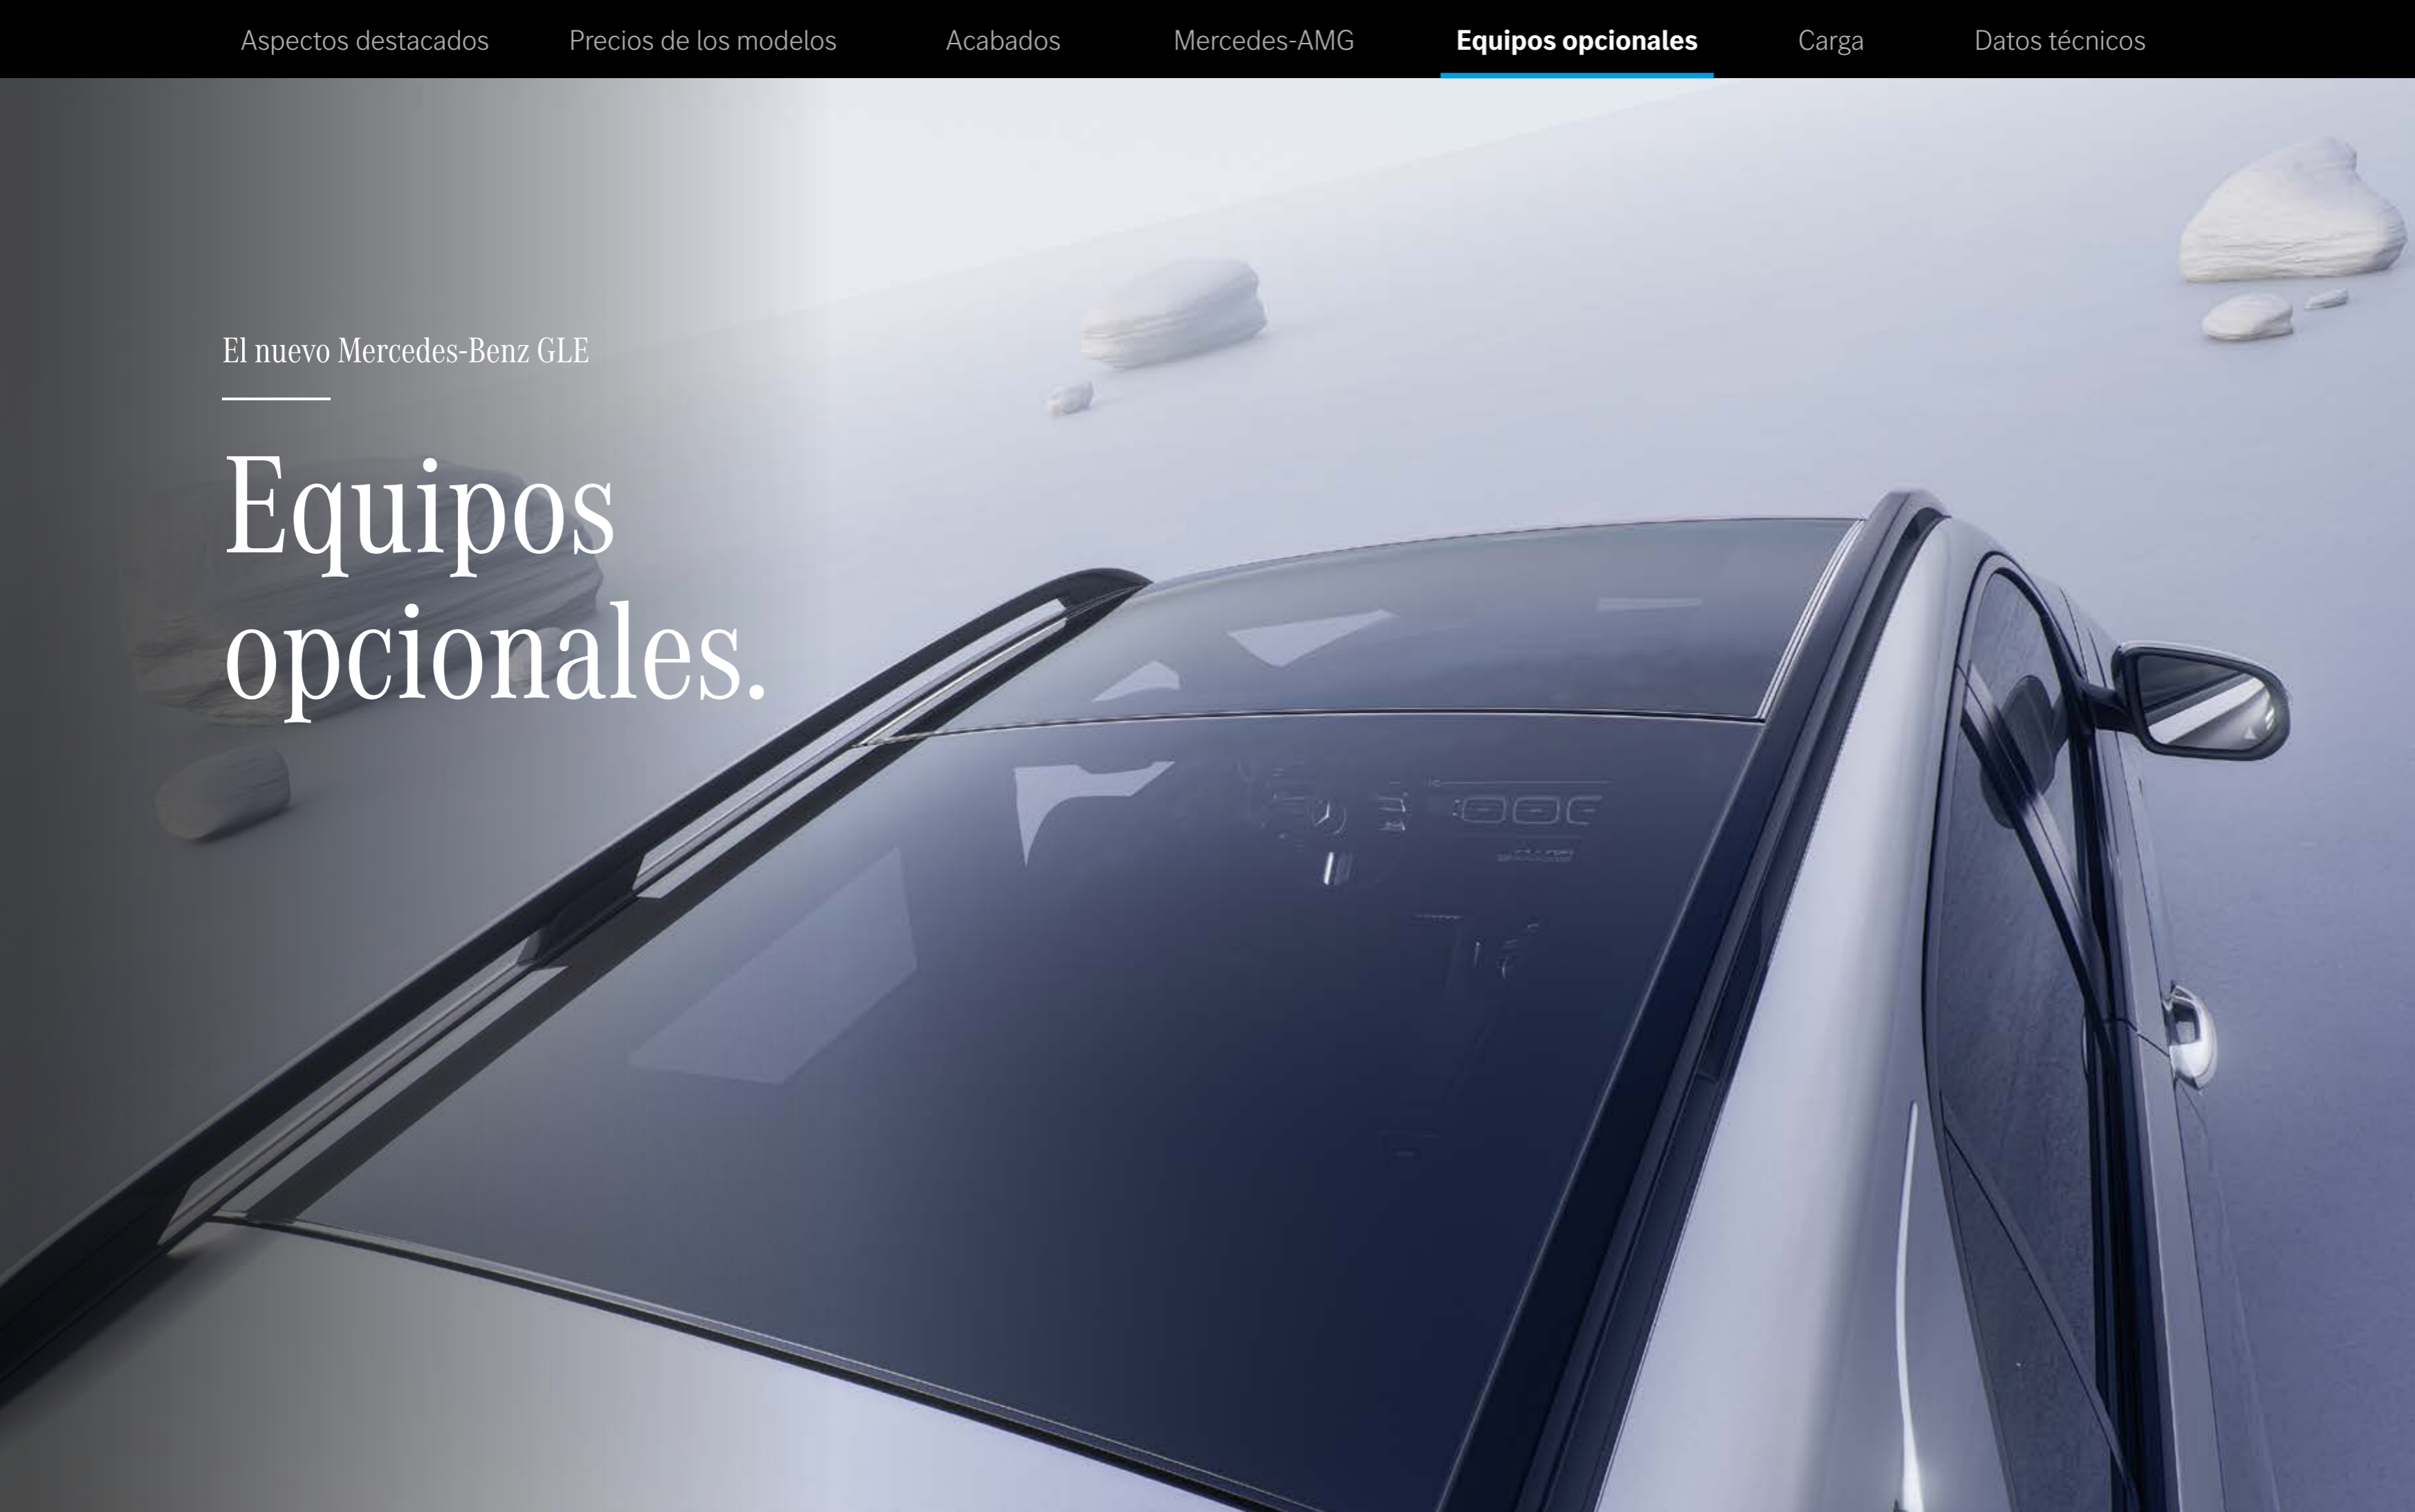 Aspectos destacados
Precios de los modelos
Acabados
Mercedes-AMG
Equipos opcionales
Carga
Datos técnicos
El nuevo Mercedes-Benz GLE
Equipos
opcionales.